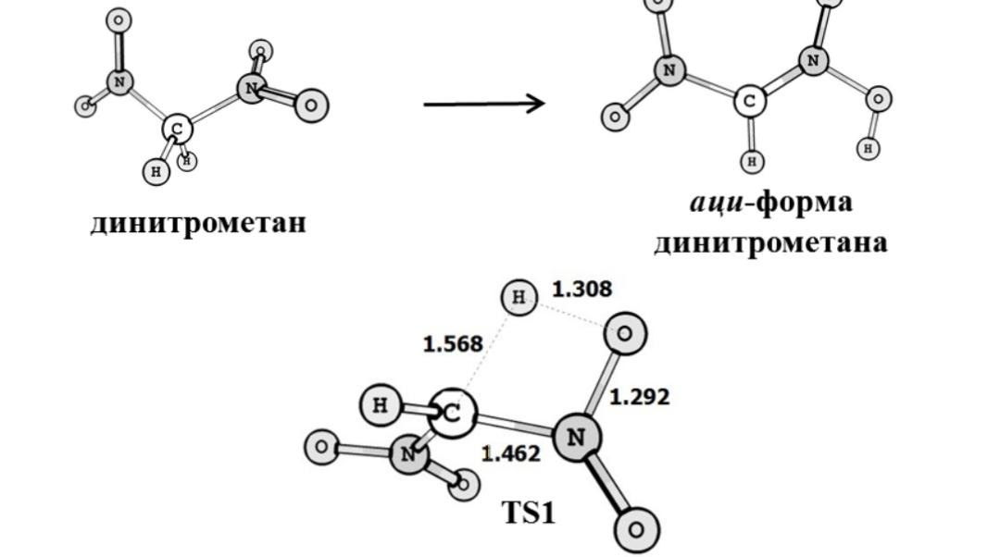 O
O
N
N
O
O
C
H
H
O
O
N
N
C
O
O
H
H
динитрометан
аци-форма
динитрометана
H
1.308
O
1.568
1.292
H
C
N
O
N
1.462
O
TS1
O